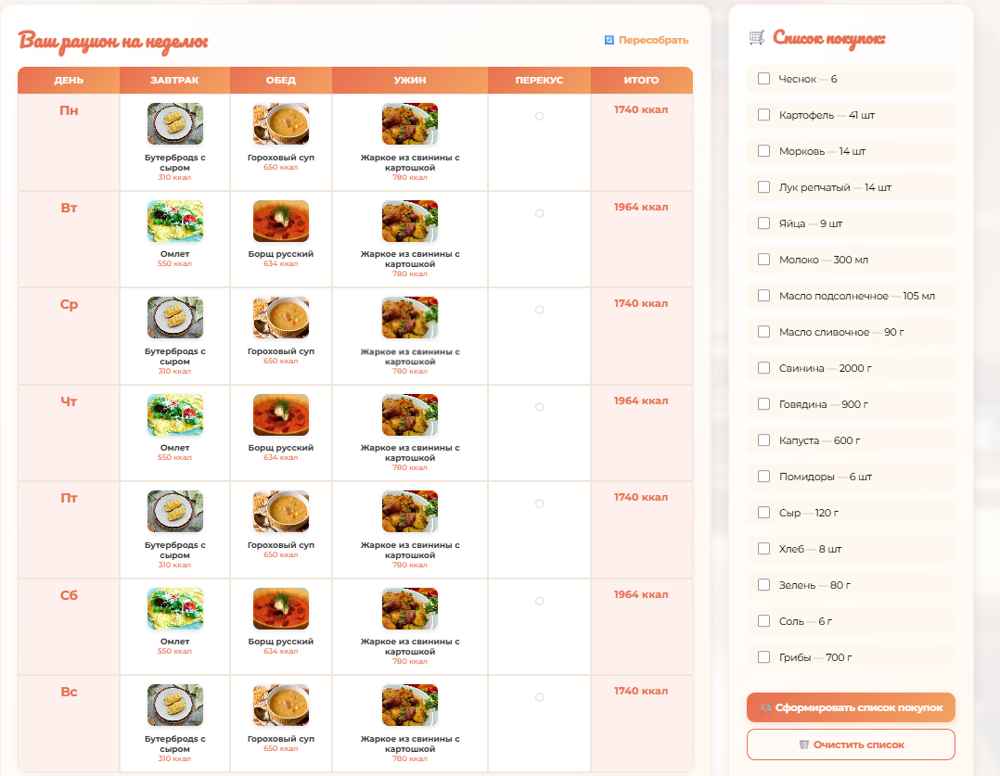 Ваш рацион на неделю:
Пересобрать
ДЕНЬ ЗАВТРАК ОБЕД УЖИН ПЕРЕКУС ИТОГО
Пн
Бутербродs с
сыром
310 ккал
Гороховый суп
650 ккал
Жаркое из свинины с
картошкой
780 ккал
1740 ккал
Вт
Омлет
550 ккал
Борщ русский
634 ккал
Жаркое из свинины с
картошкой
780 ккал
1964 ккал
Ср
Бутербродs с
сыром
310 ккал
Гороховый суп
650 ккал
Жаркое из свинины с
картошкой
780 ккал
1740 ккал
Чт
Омлет
550 ккал
Борщ русский
634 ккал
Жаркое из свинины с
картошкой
780 ккал
1964 ккал
Пт
Бутербродs с
сыром
310 ккал
Гороховый суп
650 ккал
Жаркое из свинины с
картошкой
780 ккал
1740 ккал
Сб
Омлет
550 ккал
Борщ русский
634 ккал
Жаркое из свинины с
картошкой
780 ккал
1964 ккал
Вс
Бутербродs с
сыром
310 ккал
Гороховый суп
650 ккал
Жаркое из свинины с
картошкой
780 ккал
1740 ккал
Список покупок:
Чеснок — 6
Картофель — 41 шт
Морковь — 14 шт
Лук репчатый — 14 шт
Яйца — 9 шт
Молоко — 300 мл
Масло подсолнечное — 105 мл
Масло сливочное — 90 г
Свинина — 2000 г
Говядина — 900 г
Капуста — 600 г
Помидоры — 6 шт
Сыр — 120 г
Хлеб — 8 шт
Зелень — 80 г
Соль — 6 г
Грибы — 700 г
Сформировать список покупок
Очистить список